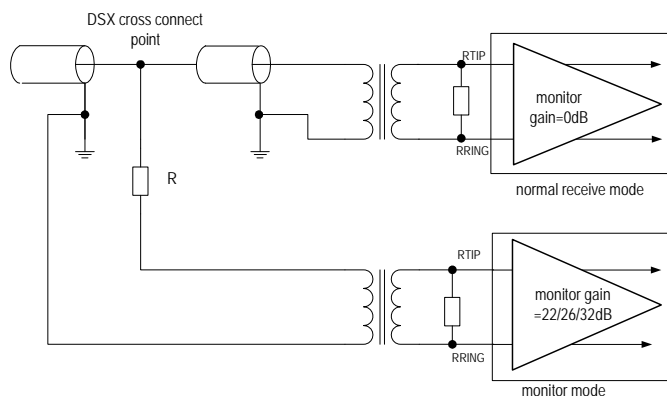 DSX cross connect
point
RTIP
monitor
gain=0dB
RRING
normal receive mode
R
RTIP
monitor gain
=22/26/32dB
RRING
monitor mode